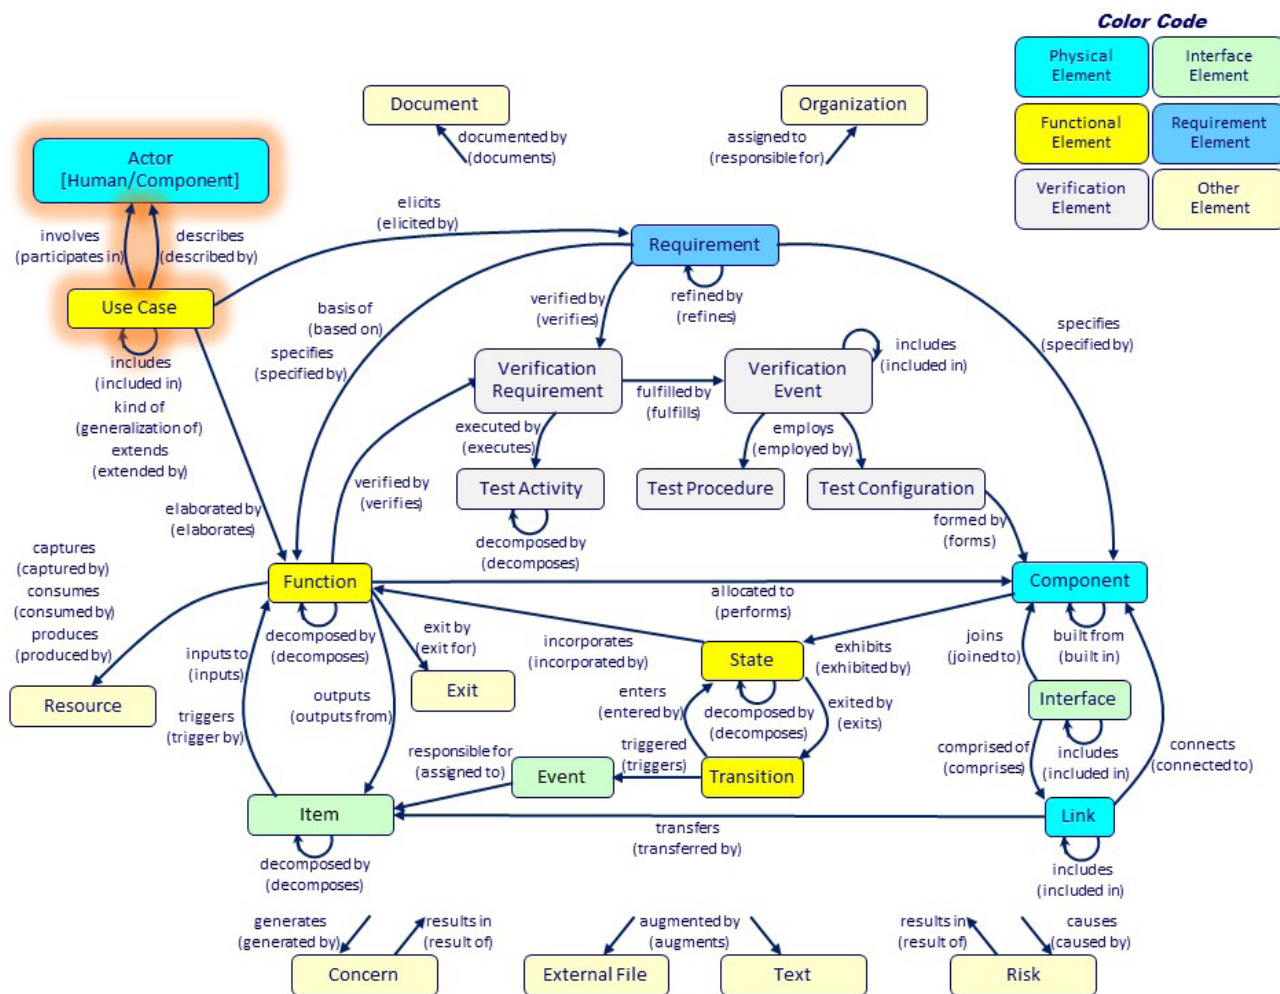 Color Code
Physical
Element
Interface
Element
Functional
Element
Requirement
Element
Verification
Element
Other
Element
Document
documented by
(documents)
Organization
assigned to
(responsible for)
Actor
[Human/Component]
involves
(participates in)
describes
(described by)
elicits
(elicited by)
Requirement
refined by
(refines)
Use Case
includes
(included in)
kind of
(generalization of)
extends
(extended by)
basis of
(based on)
specifies
(specified by)
verified by
(verifies)
specifies
(specified by)
Verification
Requirement
fulfilled by
(fulfills)
Verification
Event
includes
(included in)
executed by
(executes)
employs
(employed by)
verified by
(verifies)
Test Activity
decomposed by
(decomposes)
Test Procedure
Test Configuration
formed by
(forms)
elaborated by
(elaborates)
captures
(captured by)
consumes
(consumed by)
produces
(produced by)
Function
decomposed by
(decomposes)
allocated to
(performs)
Component
built from
(built in)
joins
(joined to)
exit by
(exit for)
incorporates
(incorporated by)
exhibits
(exhibited by)
State
decomposed by
(decomposes)
inputs to
(inputs)
outputs
(outputs from)
Exit
Resource
triggers
(trigger by)
enters
(entered by)
exited by
(exits)
Interface
includes
(included in)
comprised of
(comprises)
connects
(connected to)
responsible for
(assigned to)
Event
triggered
(triggers)
Transition
Item
decomposed by
(decomposes)
transfers
(transferred by)
Link
includes
(included in)
generates
(generated by)
results in
(result of)
Concern
augmented by
(augments)
External File
Text
results in
(result of)
causes
(caused by)
Risk